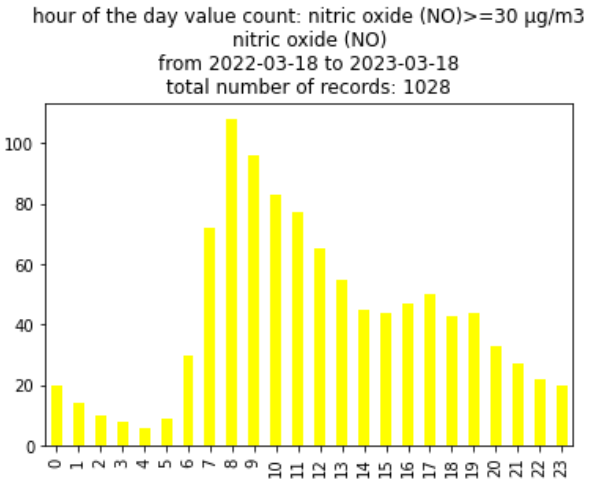 hour of the day value count: nitric oxide (NO)>=30 μg/m3
nitric oxide (NO)
from 2022-03-18 to 2023-03-18
total number of records: 1028
100
80
60
40
20
0
0 1 2 3 4 5 6 7 8 9 10 11 12 13 14 15 16 17 18 19 20 21 22 23